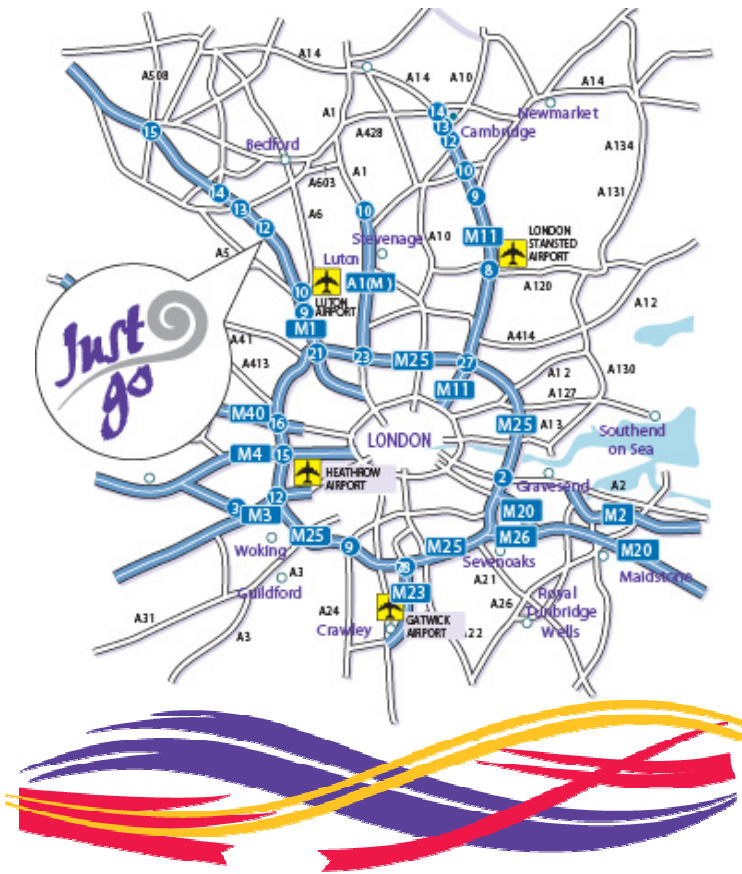 A14
A508
A14
A10
A14
Newmarket
14
13
12
Cambridge
A1
A428
15
Bedford
A134
A603
A1
10
A131
14
9
13
A6
10
12
M11
LONDON
STANSTED
AIRPORT
Stevenage
A10
A5
Luton
8
A1(M)
A120
10
LUTON
AIRPORT
9
A12
M1
Just
go
A41
A414
21
23
M25
27
A413
A12
A130
M11
A127
M40
16
M25
A13
Southend
on Sea
LONDON
M4
15
HEATHROW
AIRPORT
2
Gravesend
A2
12
3
M3
M20
M2
M25
M26
Woking
9
M25
M20
Sevenoaks
28
A3
Maidstone
Guildford
A21
M23
Royal
Tunbridge
Wells
A31
A24
A26
GATWICK
AIRPORT
Crawley
A3
A22